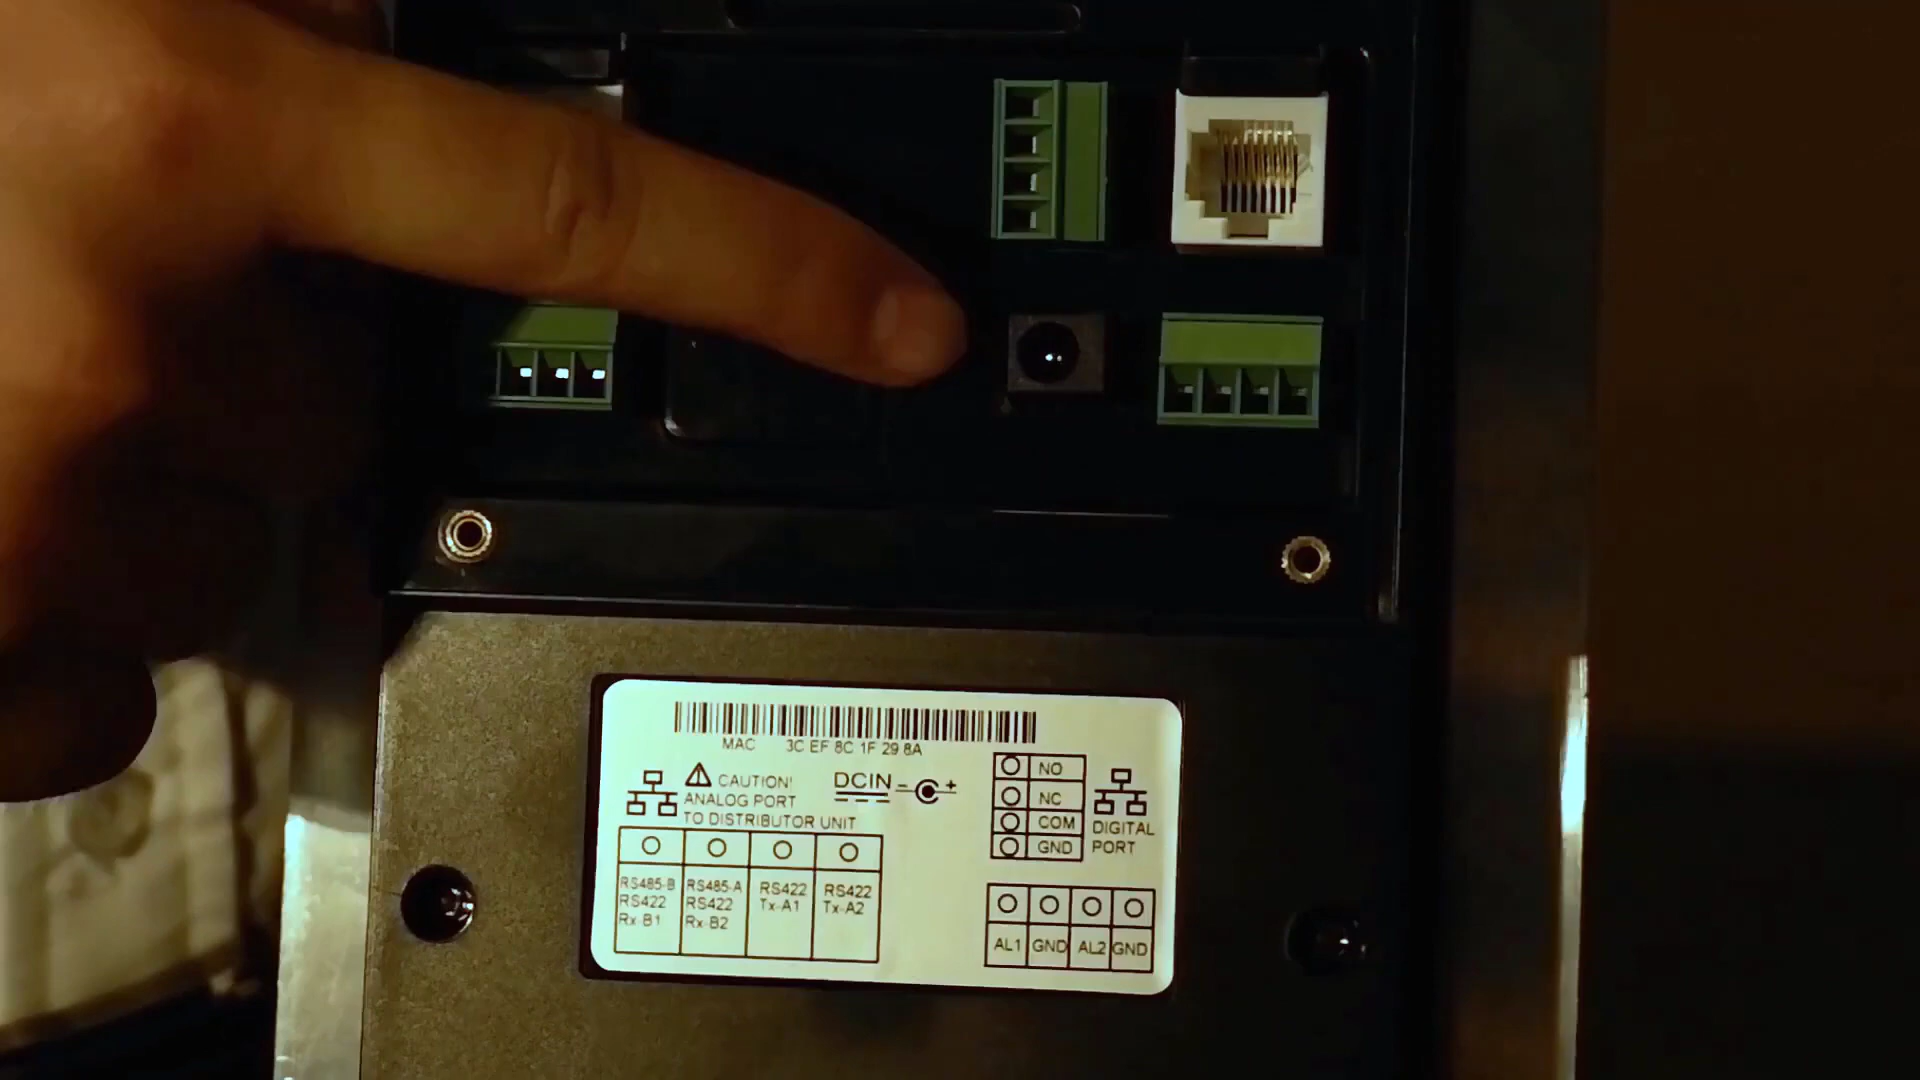 MAC 3C EF 8C 1F 29 8A
CAUTION!
ANALOG PORT
TO DISTRIBUTOR UNIT
DCIN - +
NO
NC
COM
GND
DIGITAL
PORT
RS485-B
RS422
Rx-B1
RS485-A
RS422
Rx-B2
RS422
Tx-A1
RS422
Tx-A2
AL1 GND AL2 GND